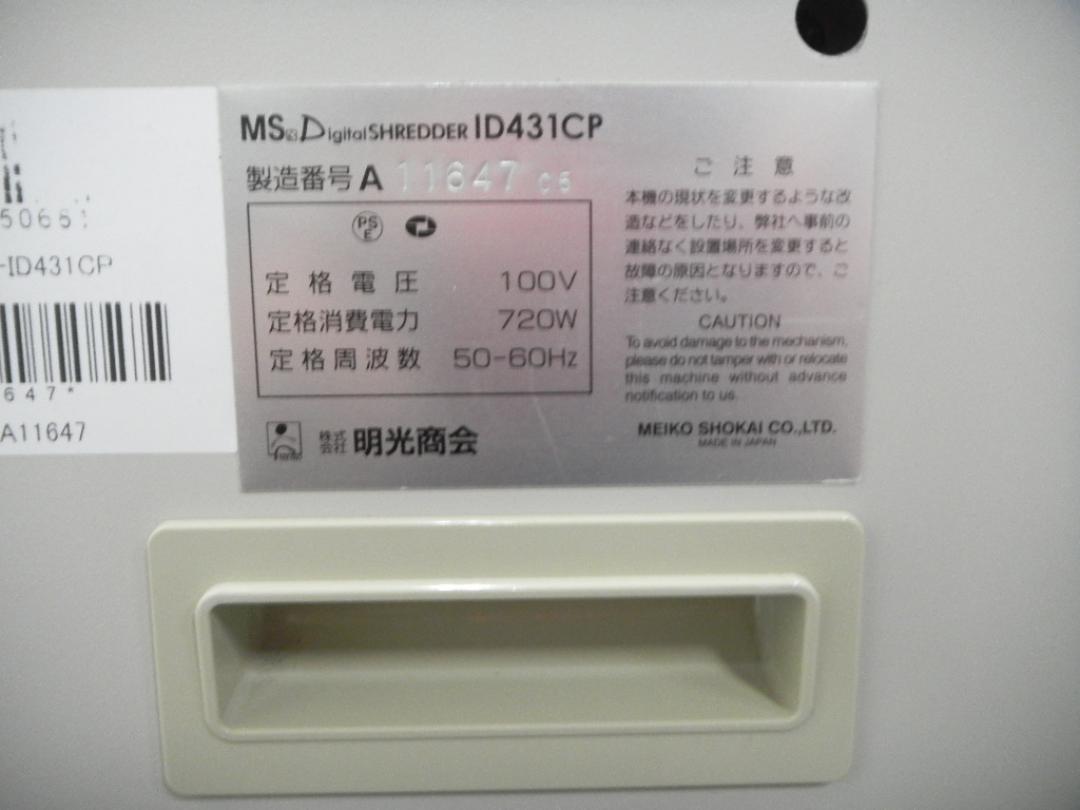 50661
-ID431CP
647*
A11647
MS Digital SHREDDER ID431CP
製造番号 A 11647 C5
PS
E
定格電圧 100V
定格消費電力 720W
定格周波数 50-60Hz
株式会社 明光商会
ご注意
本機の現状を変更するような改
造などをしたり、弊社へ事前の
連絡なく設置場所を変更すると
故障の原因となりますので、ご
注意ください。
CAUTION
To avoid damage to the mechanism,
please do not tamper with or relocate
this machine without advance
notification to us.
MEIKO SHOKAI CO.,LTD.
MADE IN JAPAN